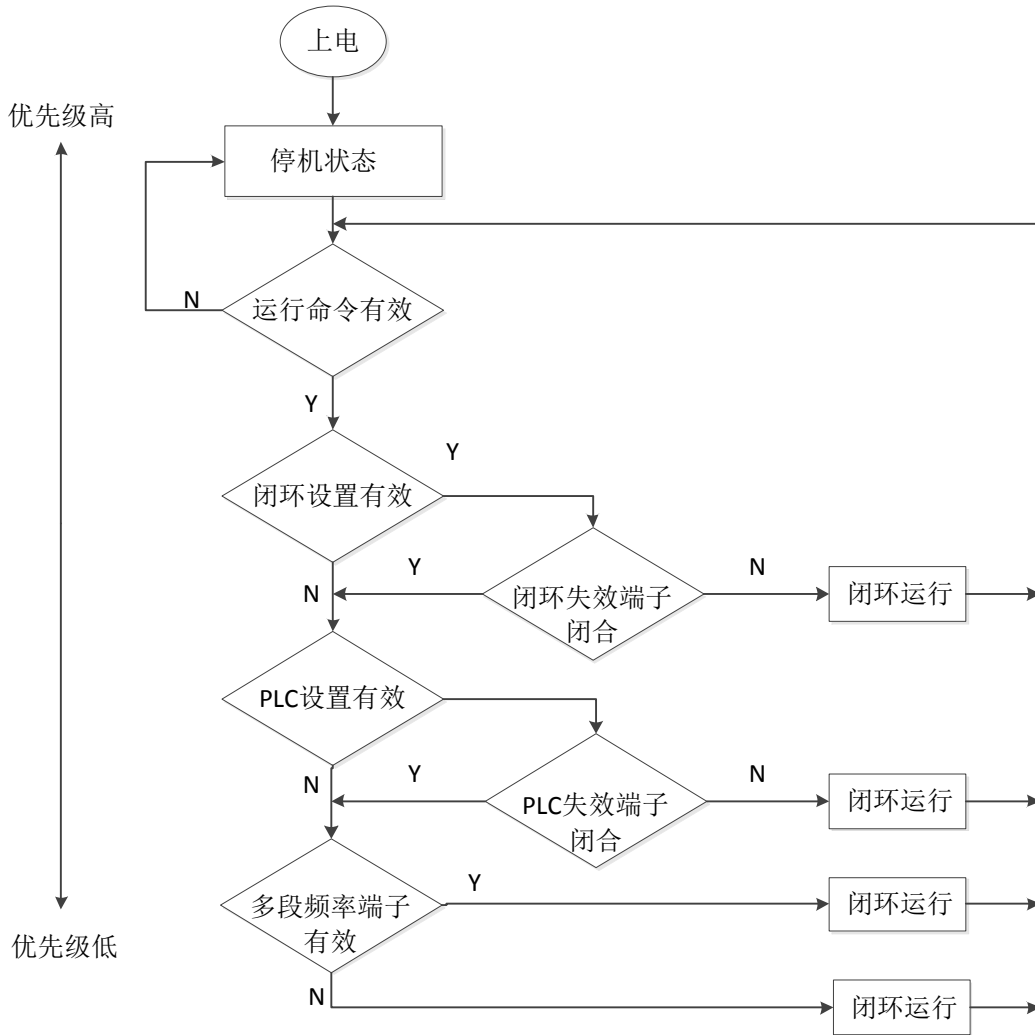 上电
优先级高
停机状态
N
运行命令有效
Y
Y
闭环设置有效
Y
N
N
闭环失效端子
闭合
闭环运行
PLC设置有效
N
Y
N
PLC失效端子
闭合
闭环运行
Y
多段频率端子
有效
闭环运行
优先级低
N
闭环运行